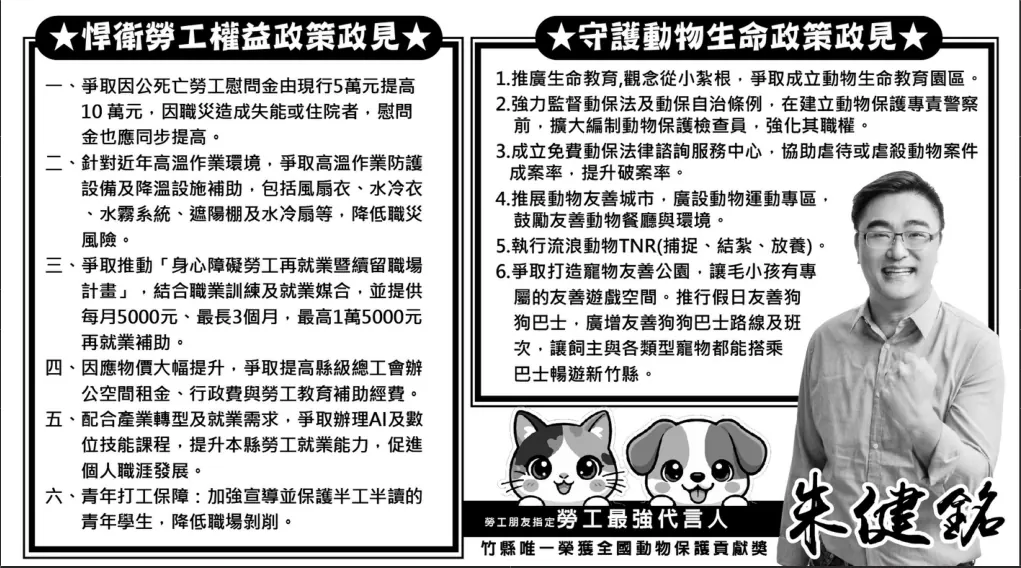 ★悍衛勞工權益政策政見★
一、爭取因公死亡勞工慰問金由現行5萬元提高
10 萬元，因職災造成失能或住院者，慰問
金也應同步提高。
二、針對近年高溫作業環境，爭取高溫作業防護
設備及降溫設施補助，包括風扇衣、水冷衣
、水霧系統、遮陽棚及水冷扇等，降低職災
風險。
三、爭取推動「身心障礙勞工再就業暨續留職場
計畫」，結合職業訓練及就業媒合，並提供
每月5000元、最長3個月，最高1萬5000元
再就業補助。
四、因應物價大幅提升，爭取提高縣級總工會辦
公空間租金、行政費與勞工教育補助經費。
五、配合產業轉型及就業需求，爭取辦理AI及數
位技能課程，提升本縣勞工就業能力，促進
個人職涯發展。
六、青年打工保障：加強宣導並保護半工半讀的
青年學生，降低職場剝削。
★守護動物生命政策政見★
1.推廣生命教育,觀念從小紮根，爭取成立動物生命教育園區。
2.強力監督動保法及動保自治條例，在建立動物保護專責警察
前，擴大編制動物保護檢查員，強化其職權。
3.成立免費動保法律諮詢服務中心，協助虐待或虐殺動物案件
成案率，提升破案率。
4.推展動物友善城市，廣設動物運動專區，
鼓勵友善動物餐廳與環境。
5.執行流浪動物TNR(捕捉、結紮、放養)。
6.爭取打造寵物友善公園，讓毛小孩有專
屬的友善遊戲空間。推行假日友善狗
狗巴士，廣增友善狗狗巴士路線及班
次，讓飼主與各類型寵物都能搭乘
巴士暢遊新竹縣。
勞工朋友指定勞工最強代言人
竹縣唯一榮獲全國動物保護貢獻獎
朱健銘